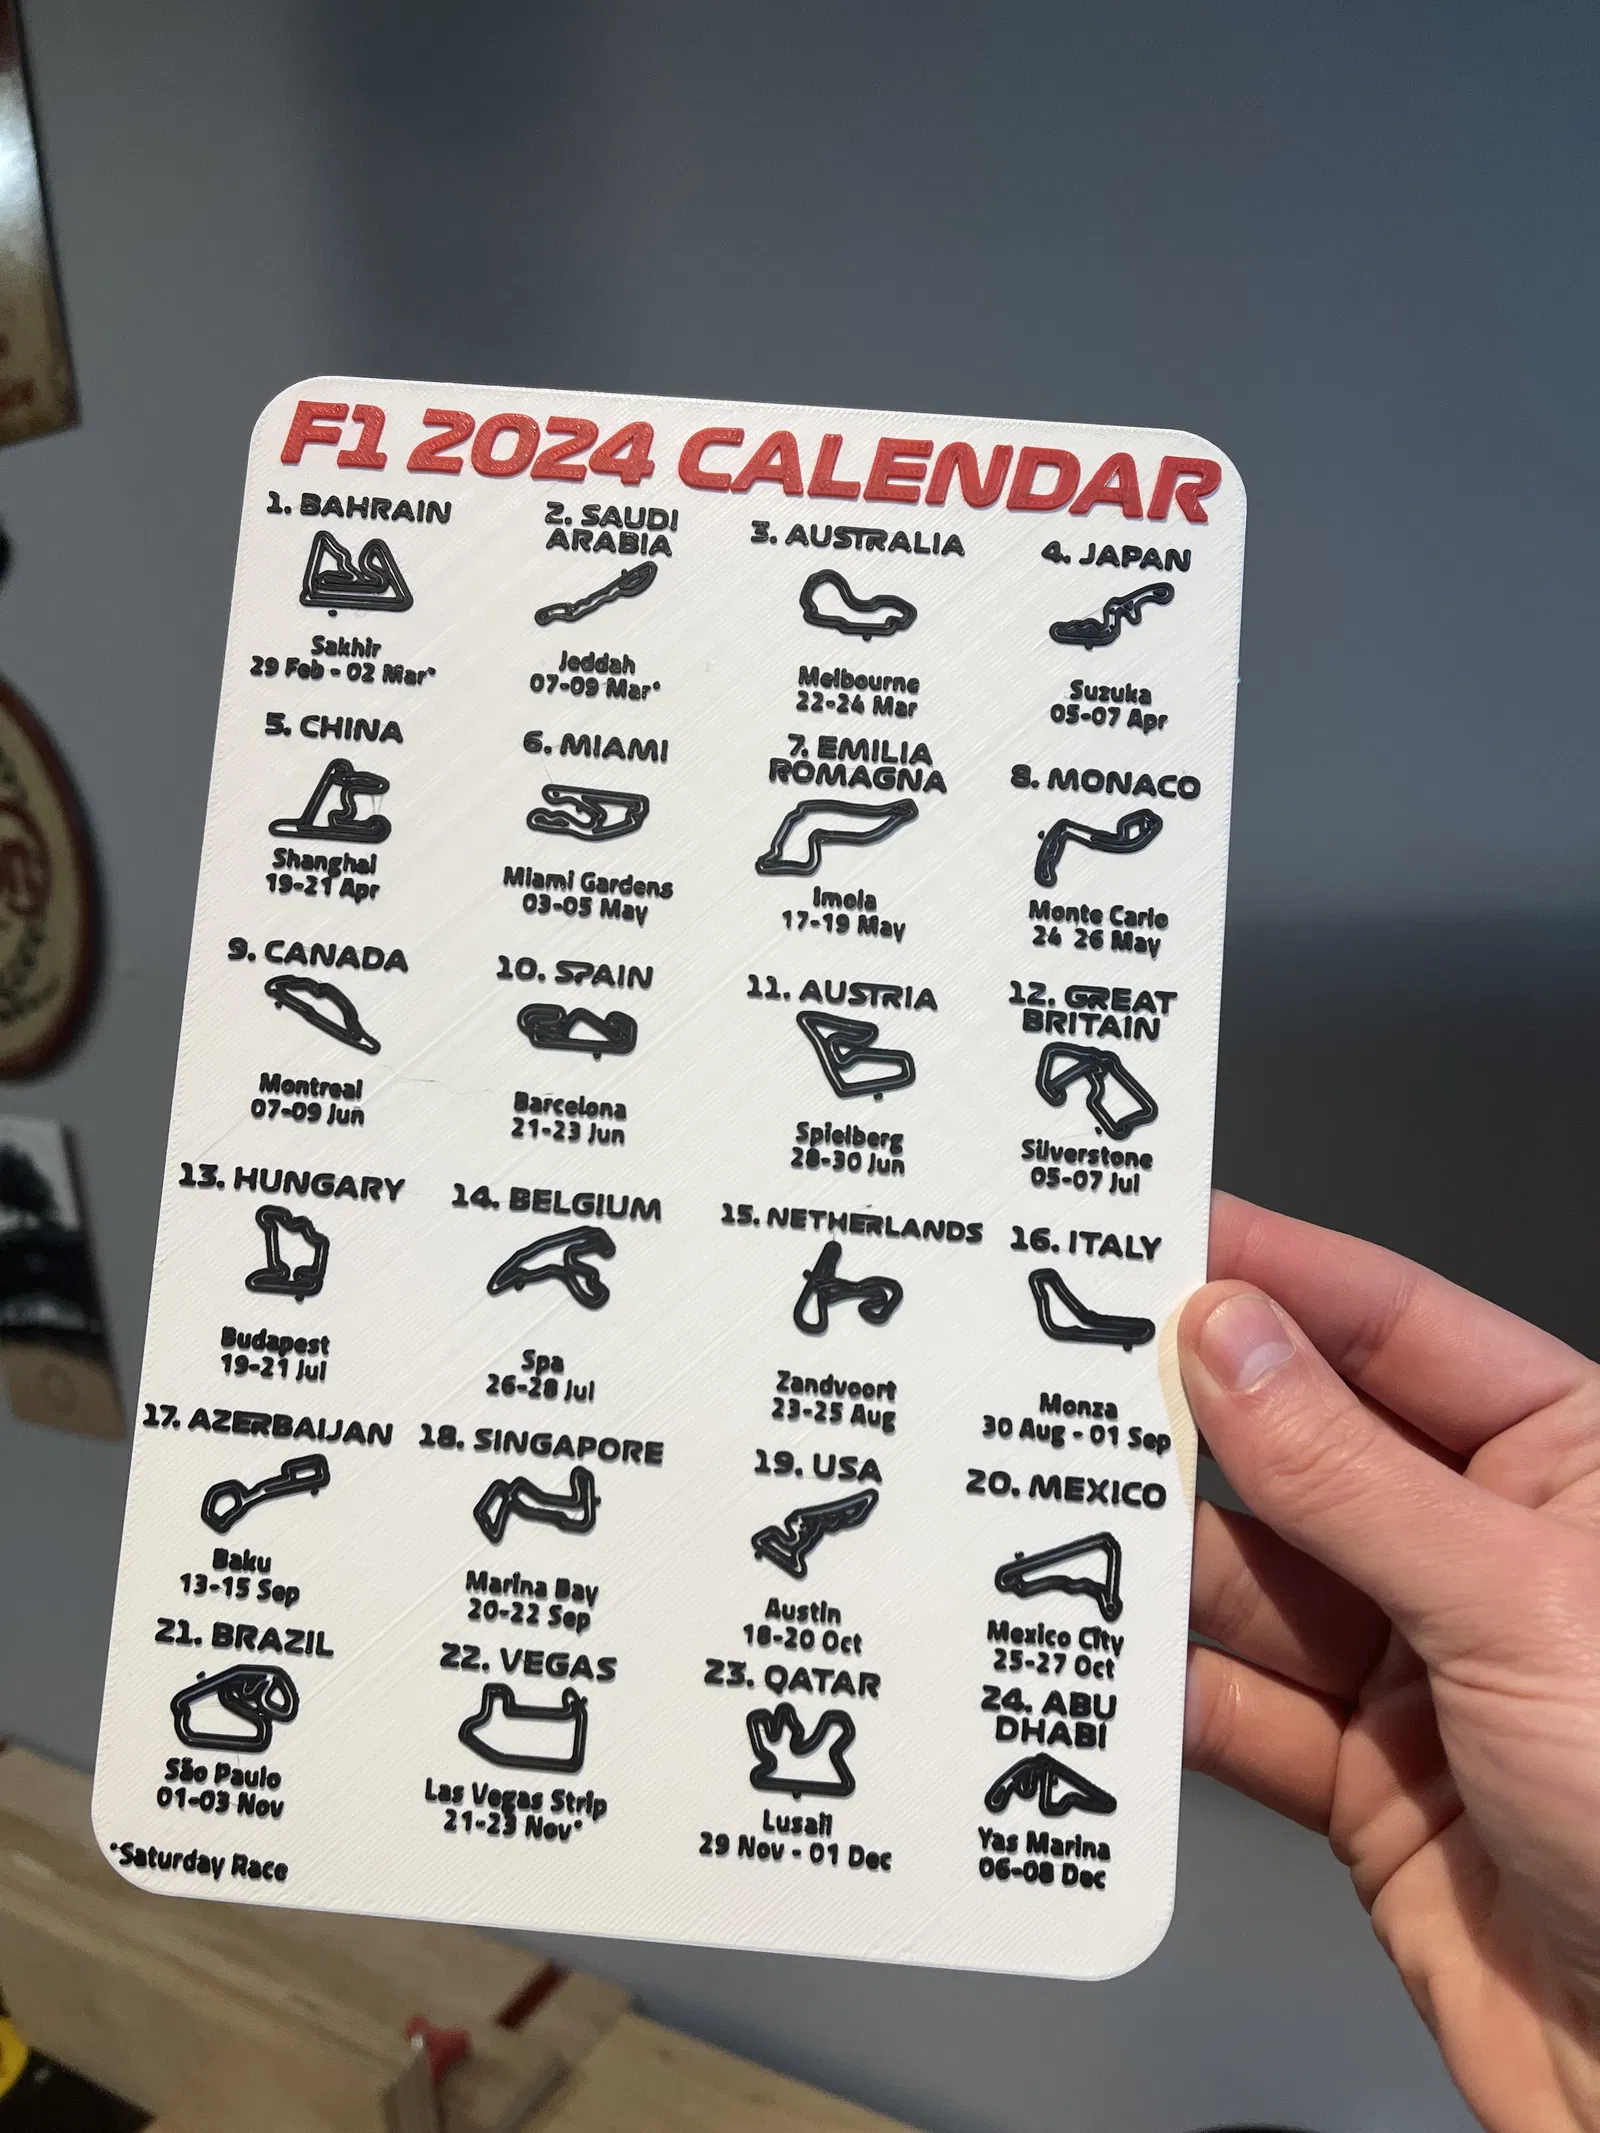 F1 2024 CALENDAR
1. BAHRAIN
Sakhir
29 Feb - 02 Mar*
2. SAUDI
ARABIA
Jeddah
07-09 Mar*
3. AUSTRALIA
Melbourne
22-24 Mar
4. JAPAN
Suzuka
05-07 Apr
5. CHINA
Shanghai
19-21 Apr
6. MIAMI
Miami Gardens
03-05 May
7. EMILIA
ROMAGNA
Imola
17-19 May
8. MONACO
Monte Carlo
24 26 May
9. CANADA
Montreal
07-09 Jun
10. SPAIN
Barcelona
21-23 Jun
11. AUSTRIA
Spielberg
28-30 Jun
12. GREAT
BRITAIN
Silverstone
05-07 Jul
13. HUNGARY
Budapest
19-21 Jul
14. BELGIUM
Spa
26-28 Jul
15. NETHERLANDS
Zandvoort
23-25 Aug
16. ITALY
Monza
30 Aug - 01 Sep
17. AZERBAIJAN
Baku
13-15 Sep
18. SINGAPORE
Marina Bay
20-22 Sep
19. USA
Austin
18-20 Oct
20. MEXICO
Mexico City
25-27 Oct
21. BRAZIL
São Paulo
01-03 Nov
22. VEGAS
Las Vegas Strip
21-23 Nov*
23. QATAR
Lusail
29 Nov - 01 Dec
24. ABU
DHABI
Yas Marina
06-08 Dec
*Saturday Race